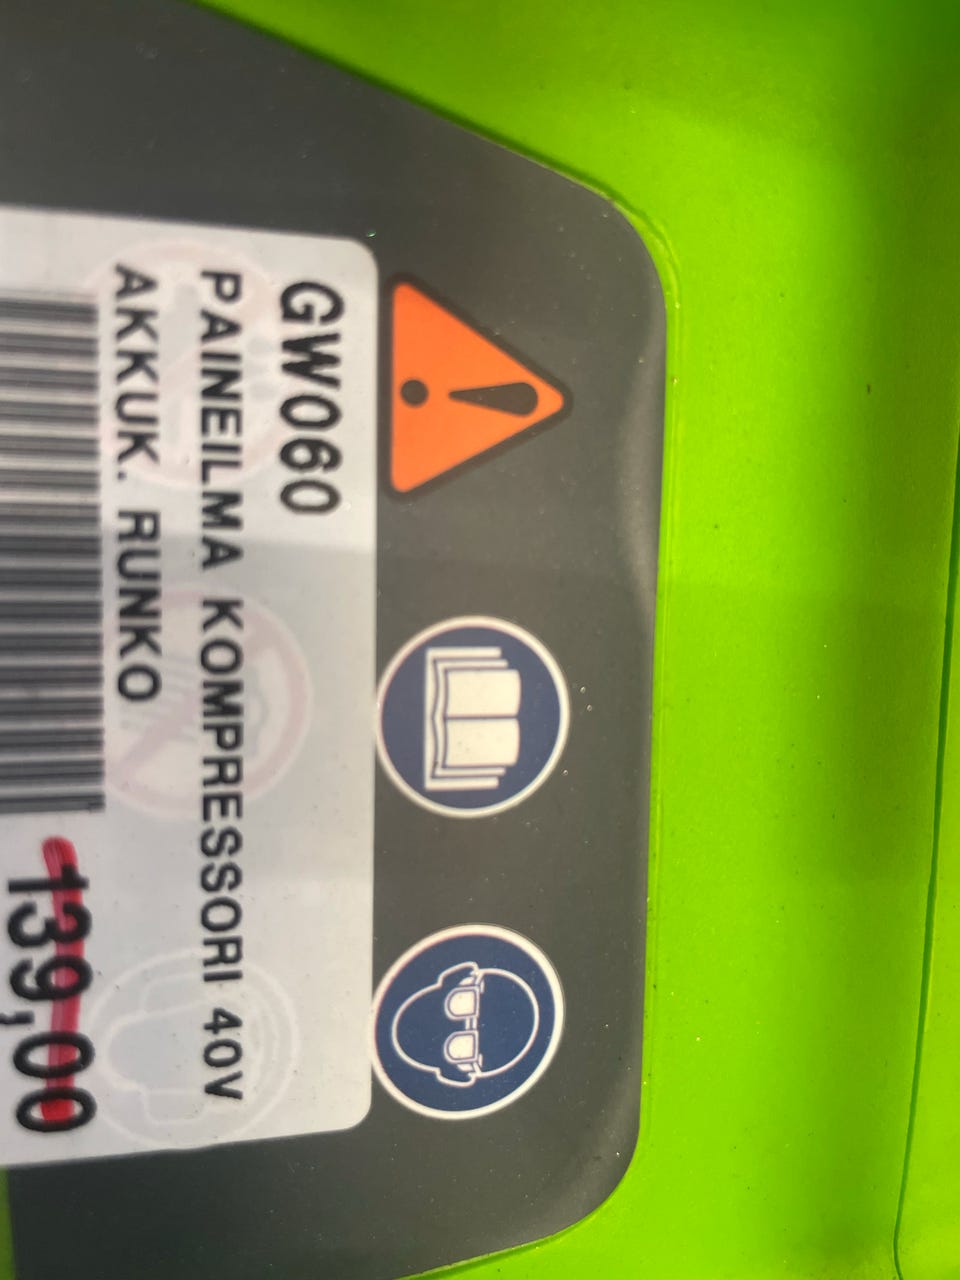 GW060
PAINEILMA KOMPRESSORI 40V
AKKUK. RUNKO
139,00